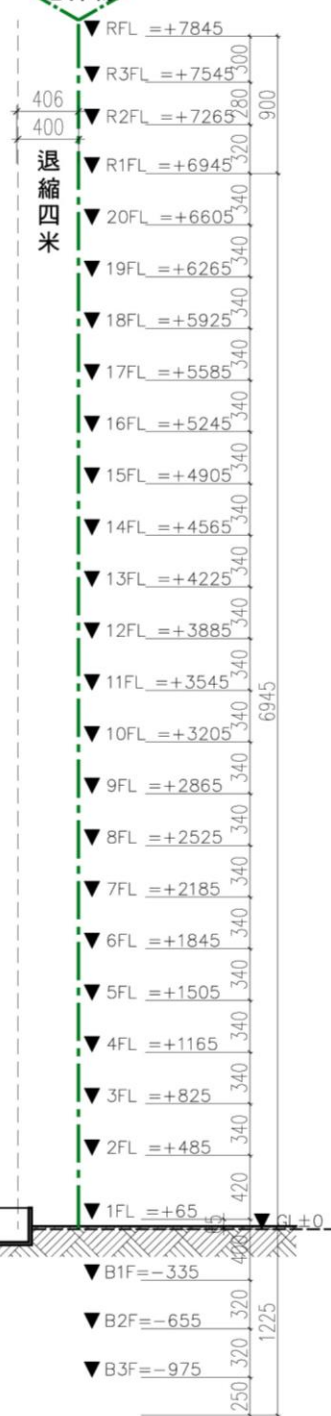 RFL =+7845
300
R3FL =+7545
280
900
406
R2FL =+7265
400
320
退縮四米
R1FL =+6945
340
20FL =+6605
340
19FL =+6265
340
18FL =+5925
340
17FL =+5585
340
16FL =+5245
340
15FL =+4905
340
14FL =+4565
340
13FL =+4225
340
12FL =+3885
340
11FL =+3545
6945
340
10FL =+3205
340
9FL =+2865
340
8FL =+2525
340
7FL =+2185
340
6FL =+1845
340
5FL =+1505
340
4FL =+1165
340
3FL =+825
340
2FL =+485
420
1FL =+65
65
GL±0
400
B1F=-335
320
B2F=-655
1225
320
B3F=-975
250